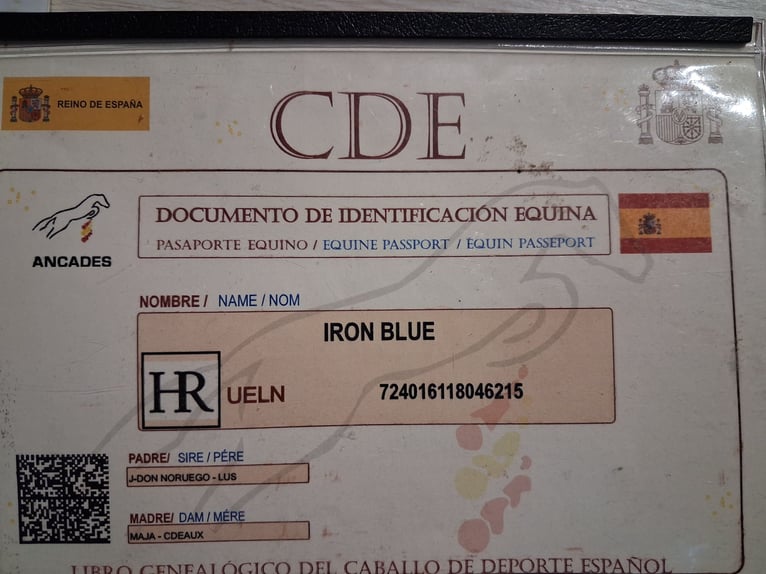 CDE
REINO DE ESPAÑA
DOCUMENTO DE IDENTIFICACIÓN EQUINA
PASAPORTE EQUINO / EQUINE PASSPORT / ÉQUIN PASSEPORT
ANCADES
NOMBRE / NAME / NOM
IRON BLUE
HR UELN 724016118046215
PADRE/ SIRE / PÉRE
J-DON NORUEGO - LUS
MADRE/ DAM / MÉRE
MAJA - CDEAUX
LIBRO GENEALÓGICO DEL CABALLO DE DEPORTE ESPAÑOL